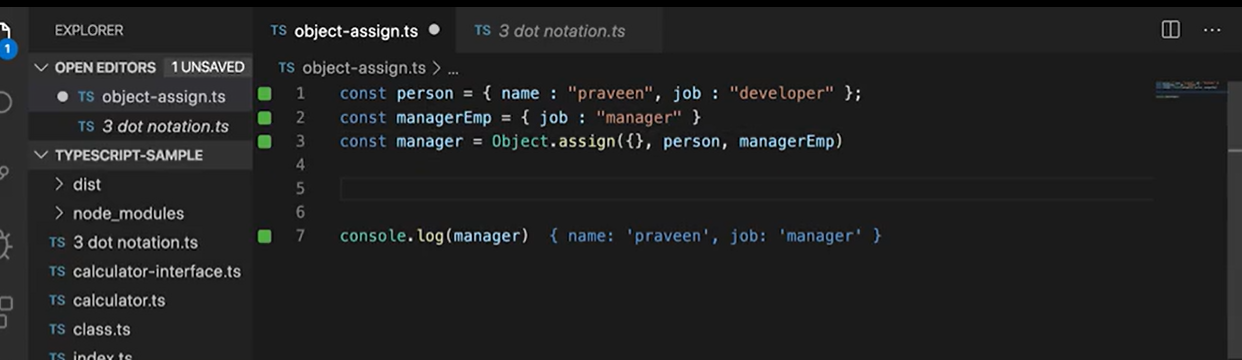 EXPLORER
TS object-assign.ts
TS 3 dot notation.ts
OPEN EDITORS 1 UNSAVED
TS object-assign.ts
TS 3 dot notation.ts
TYPESCRIPT-SAMPLE
dist
node_modules
TS 3 dot notation.ts
TS calculator-interface.ts
TS calculator.ts
TS class.ts
TS index.ts
1
TS object-assign.ts > ...
1 const person = { name : "praveen", job : "developer" };
2 const managerEmp = { job : "manager" }
3 const manager = Object.assign({}, person, managerEmp)
4
5
6
7 console.log(manager) { name: 'praveen', job: 'manager' }